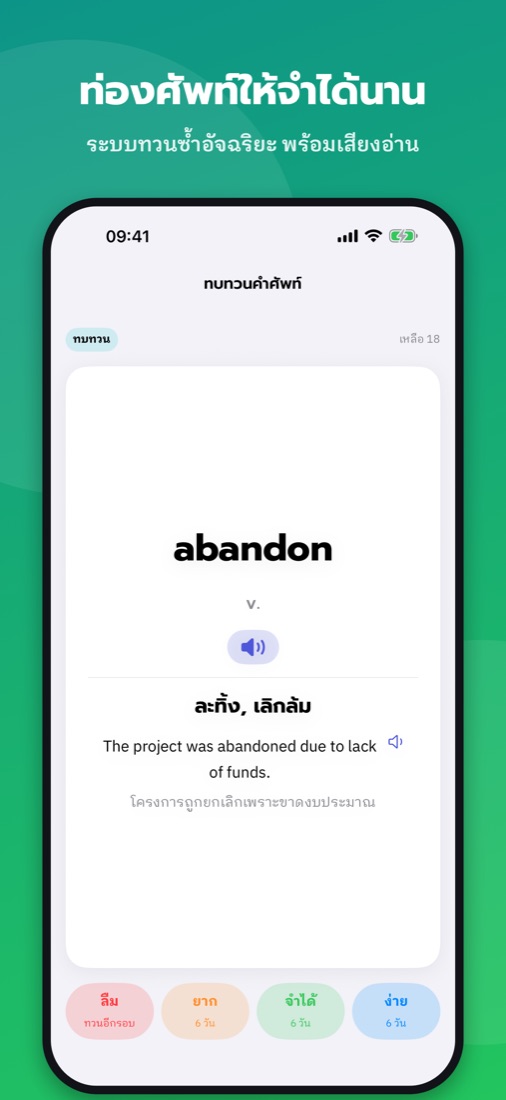 ท่องศัพท์ให้จำได้นาน
ระบบทวนซ้ำอัจฉริยะ พร้อมเสียงอ่าน
09:41
ทบทวนคำศัพท์
ทบทวน
เหลือ 18
abandon
v.
ละทิ้ง, เลิกล้ม
The project was abandoned due to lack
of funds.
โครงการถูกยกเลิกเพราะขาดงบประมาณ
ลืม
ทวนอีกรอบ
ยาก
6 วัน
จำได้
6 วัน
ง่าย
6 วัน